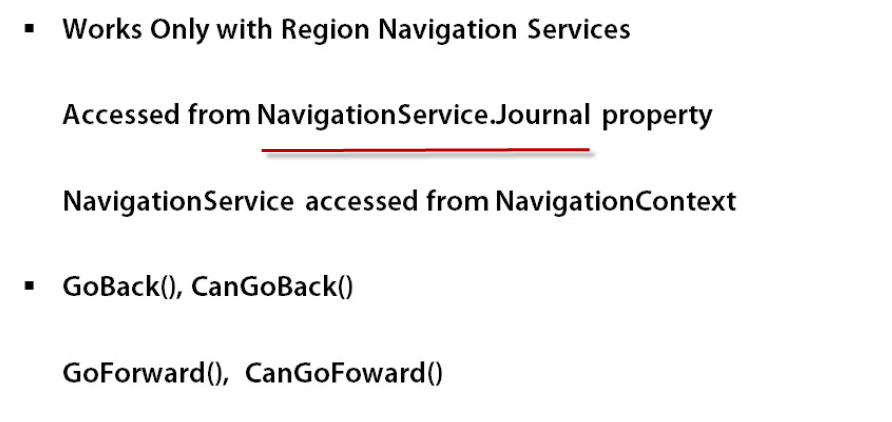 ▪ Works Only with Region Navigation Services
Accessed from NavigationService.Journal property
NavigationService accessed from NavigationContext
▪ GoBack(), CanGoBack()
GoForward(), CanGoFoward()